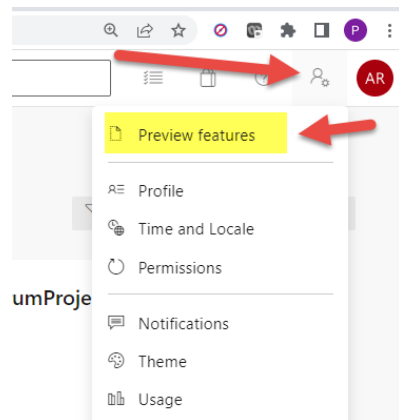 P
AR
Preview features
Profile
Time and Locale
Permissions
umProje
Notifications
Theme
Usage